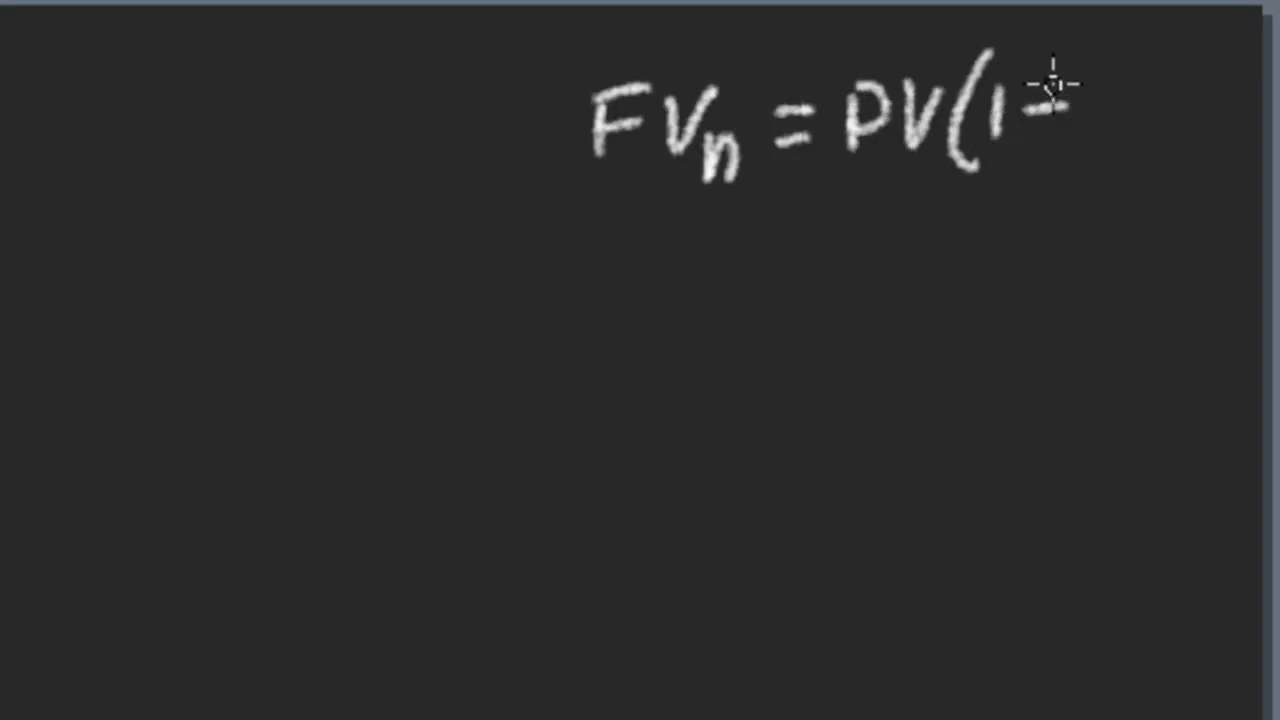 FVn = PV(1 -